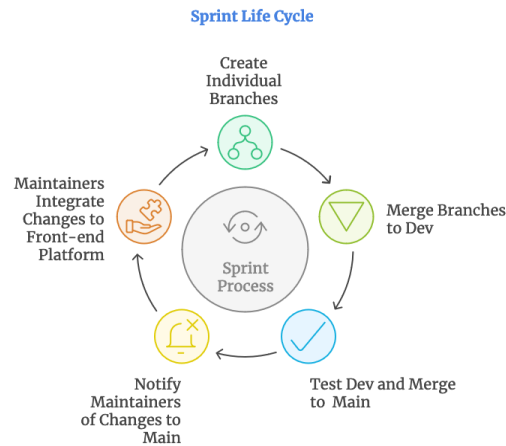 Sprint Life Cycle
Create
Individual
Branches
Merge Branches
to Dev
Test Dev and Merge
to Main
Notify
Maintainers
of Changes to
Main
Maintainers
Integrate
Changes to
Front-end
Platform
Sprint
Process